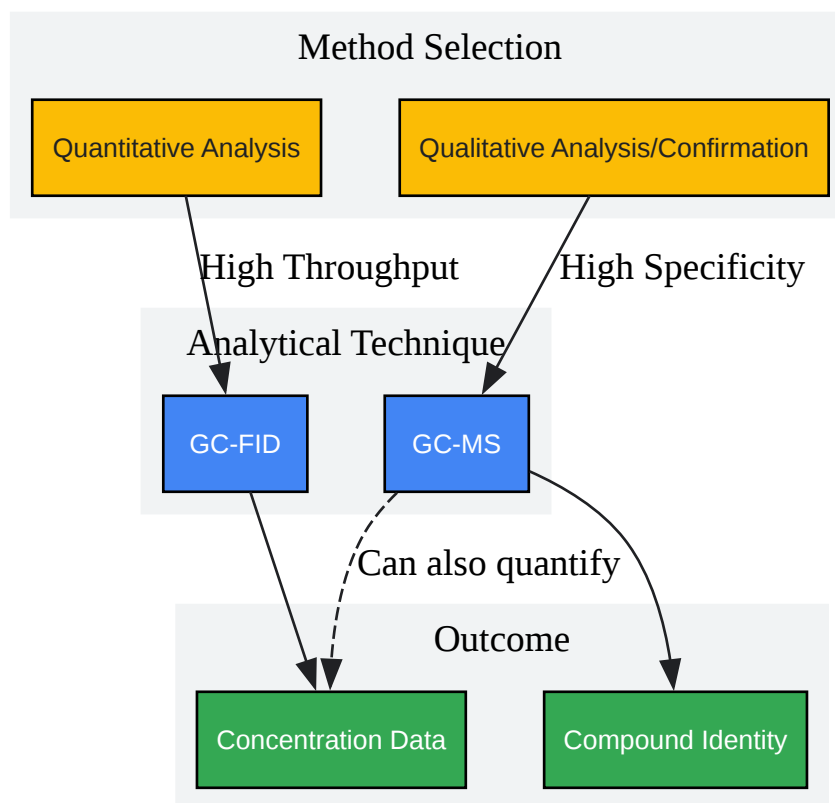 Method Selection
Quantitative Analysis
Qualitative Analysis/Confirmation
High Throughput
High Specificity
Analytical Technique
GC-FID
GC-MS
Can also quantify
Outcome
Concentration Data
Compound Identity